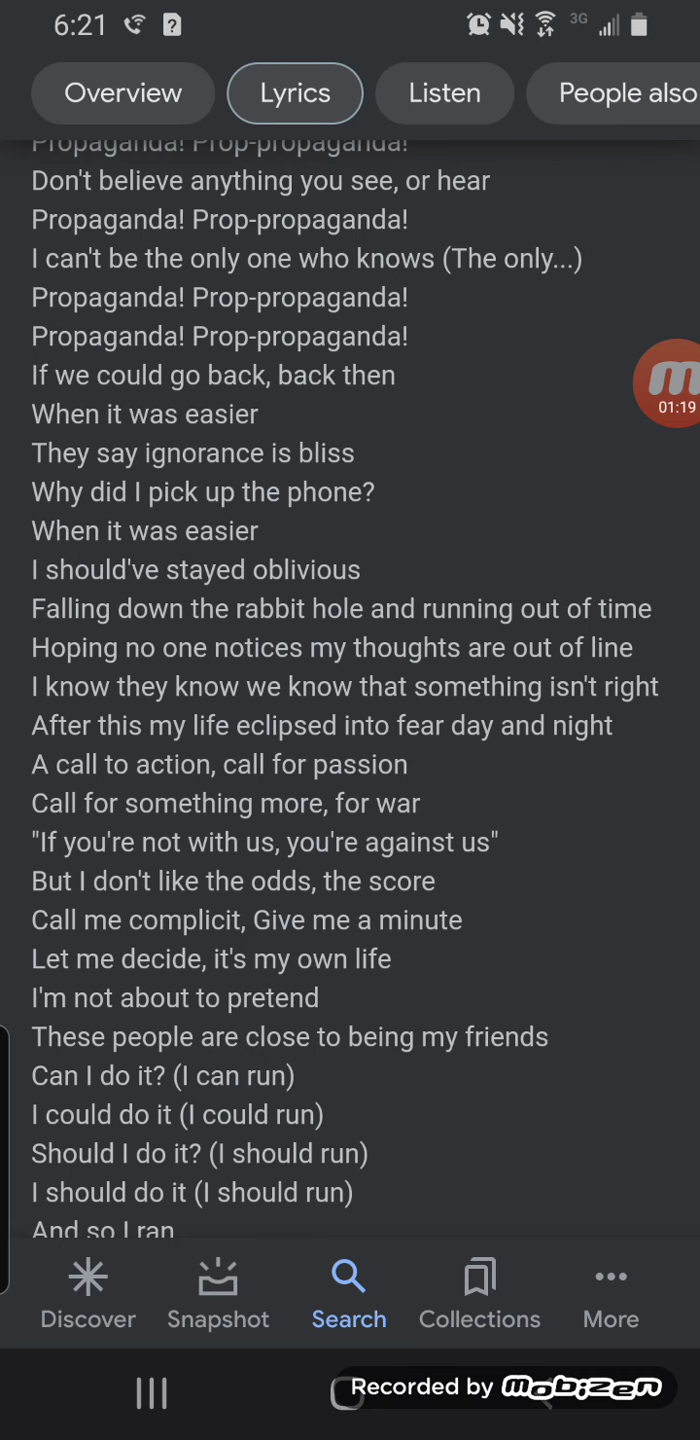 6:21
?
3G
Overview
Lyrics
Listen
People also
Propaganda! Prop-propaganda!
Don't believe anything you see, or hear
Propaganda! Prop-propaganda!
I can't be the only one who knows (The only...)
Propaganda! Prop-propaganda!
Propaganda! Prop-propaganda!
If we could go back, back then
When it was easier
They say ignorance is bliss
Why did I pick up the phone?
When it was easier
I should've stayed oblivious
Falling down the rabbit hole and running out of time
Hoping no one notices my thoughts are out of line
I know they know we know that something isn't right
After this my life eclipsed into fear day and night
A call to action, call for passion
Call for something more, for war
"If you're not with us, you're against us"
But I don't like the odds, the score
Call me complicit, Give me a minute
Let me decide, it's my own life
I'm not about to pretend
These people are close to being my friends
Can I do it? (I can run)
I could do it (I could run)
Should I do it? (I should run)
I should do it (I should run)
And so I ran
m
01:19
Discover
Snapshot
Search
Collections
More
Recorded by mobizen